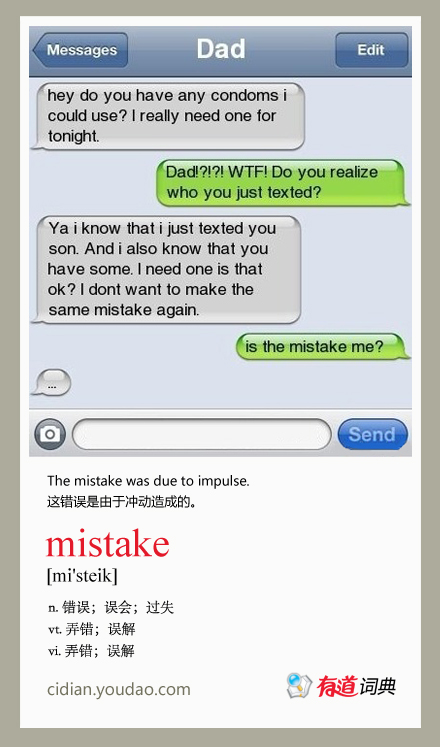 Messages
Dad
Edit
hey do you have any condoms i
could use? I really need one for
tonight.
Dad!?!?! WTF! Do you realize
who you just texted?
Ya i know that i just texted you
son. And i also know that you
have some. I need one is that
ok? I dont want to make the
same mistake again.
is the mistake me?
...
Send
The mistake was due to impulse.
这错误是由于冲动造成的。
mistake
[mi'steik]
n. 错误；误会；过失
vt. 弄错；误解
vi. 弄错；误解
cidian.youdao.com
有道词典